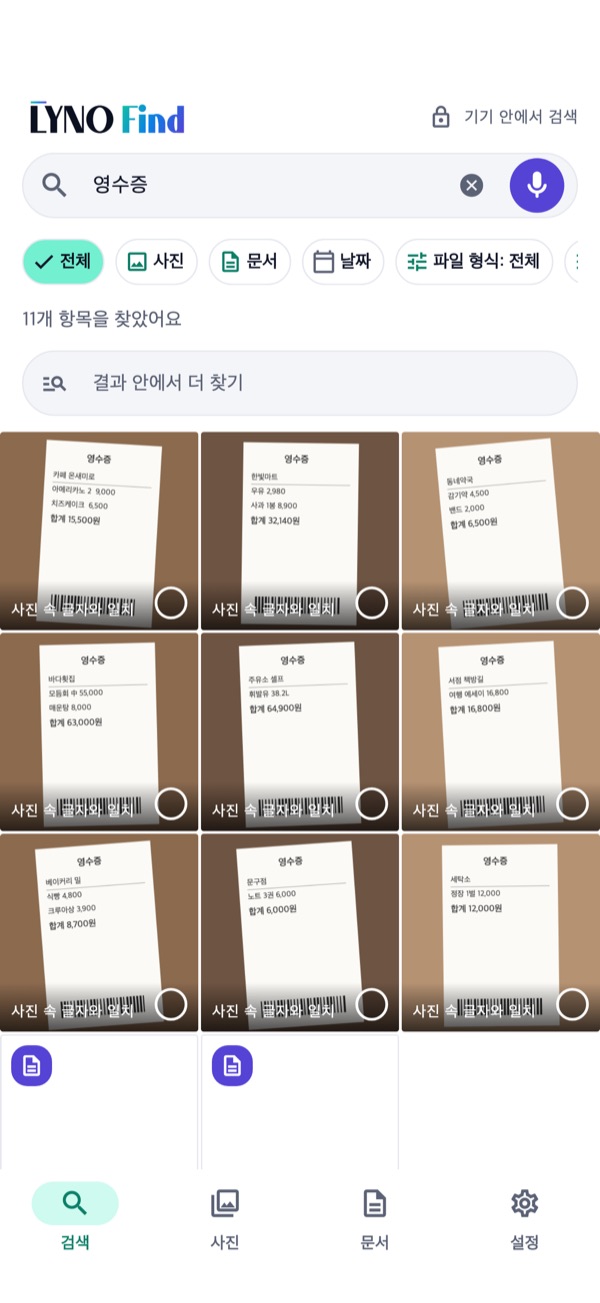 LYNO Find
기기 안에서 검색
영수증
전체
사진
문서
날짜
파일 형식: 전체
11개 항목을 찾았어요
결과 안에서 더 찾기
영수증
카페 온새미로
아메리카노 2 9,000
치즈케이크 6,500
합계 15,500원
사진 속 글자와 일치
영수증
한빛마트
우유 2,980
사과 1봉 8,900
합계 32,140원
사진 속 글자와 일치
영수증
동네약국
감기약 4,500
밴드 2,000
합계 6,500원
사진 속 글자와 일치
영수증
바다횟집
모둠회 中 55,000
매운탕 8,000
합계 63,000원
사진 속 글자와 일치
영수증
주유소 셀프
휘발유 38.2L
합계 64,900원
사진 속 글자와 일치
영수증
서점 책방길
여행 에세이 16,800
합계 16,800원
사진 속 글자와 일치
영수증
베이커리 밀
식빵 4,800
크루아상 3,900
합계 8,700원
사진 속 글자와 일치
영수증
문구점
노트 3권 6,000
합계 6,000원
사진 속 글자와 일치
영수증
세탁소
정장 1벌 12,000
합계 12,000원
사진 속 글자와 일치
검색
사진
문서
설정